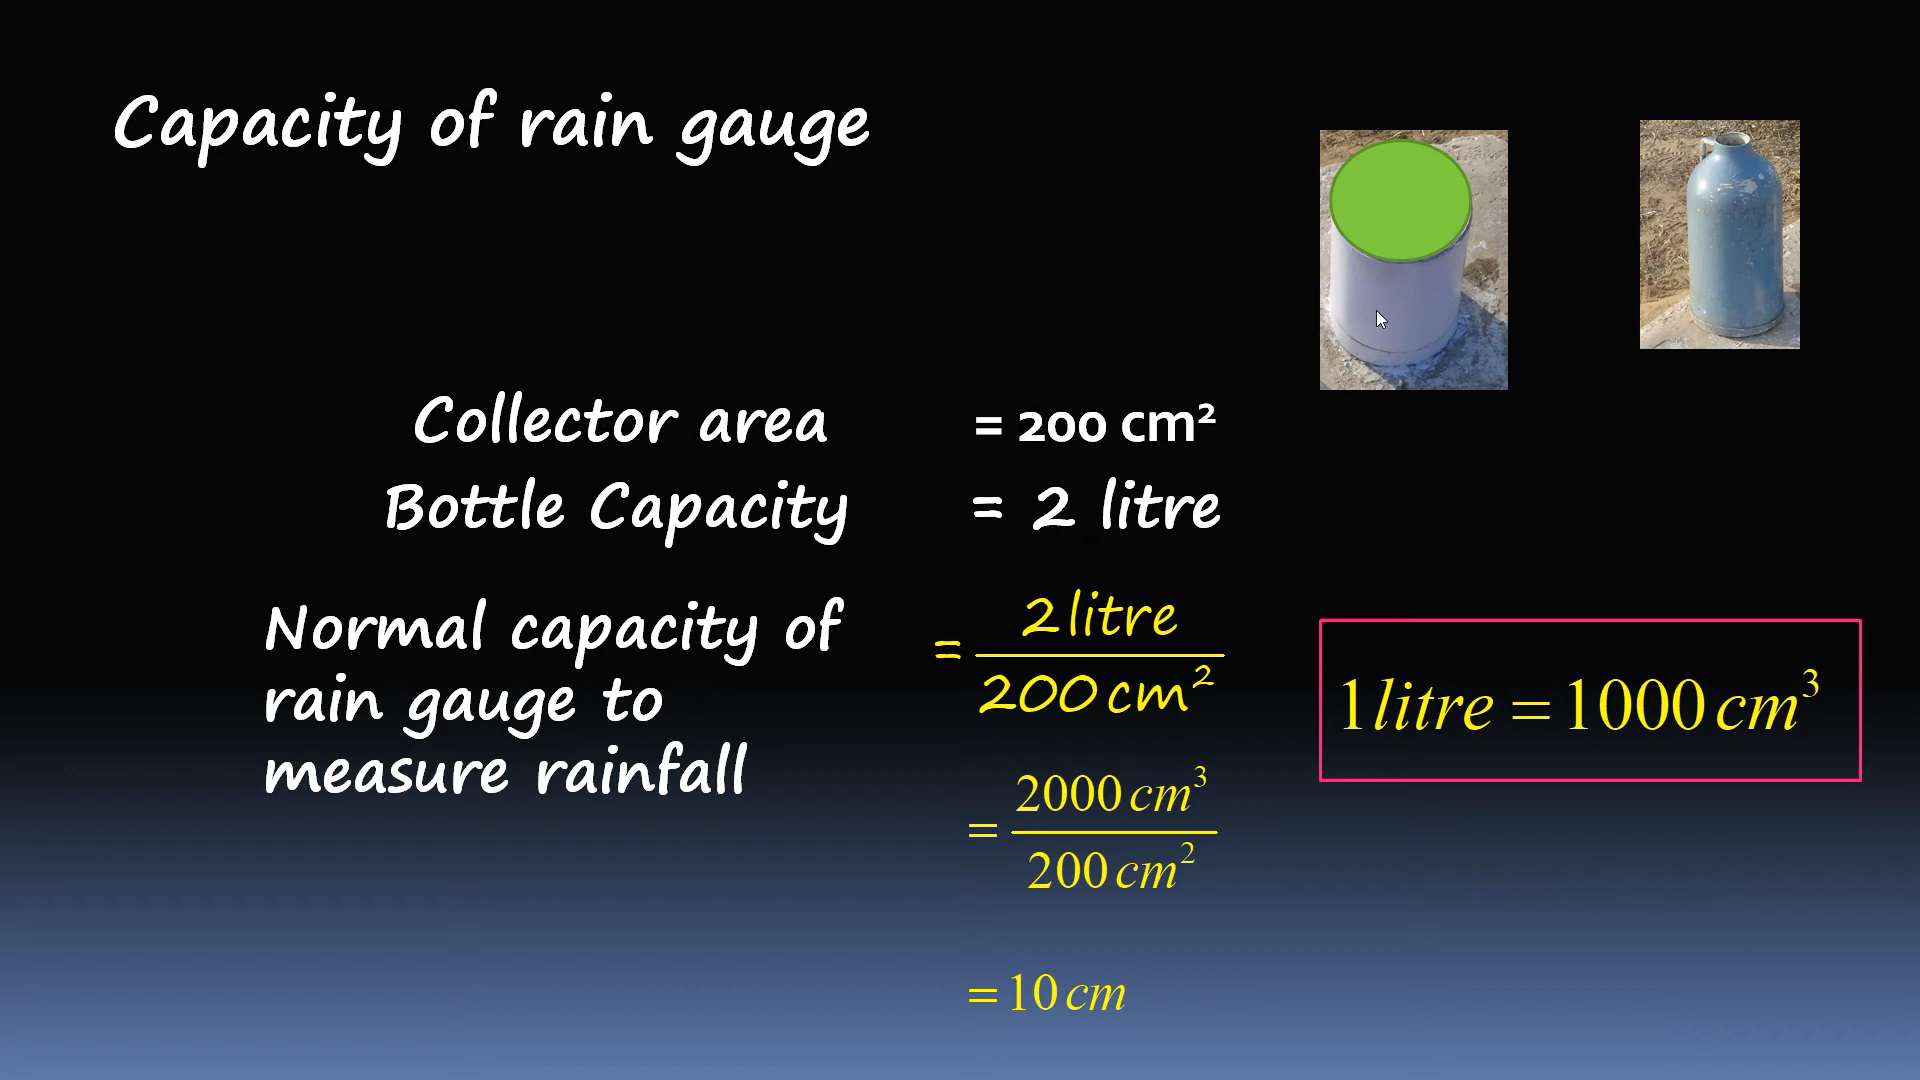 Capacity of rain gauge
Collector area = 200 cm²
Bottle Capacity = 2 litre
Normal capacity of
rain gauge to
measure rainfall
= 2 litre / 200 cm²
= 2000 cm³ / 200 cm²
= 10 cm
1 litre = 1000 cm³